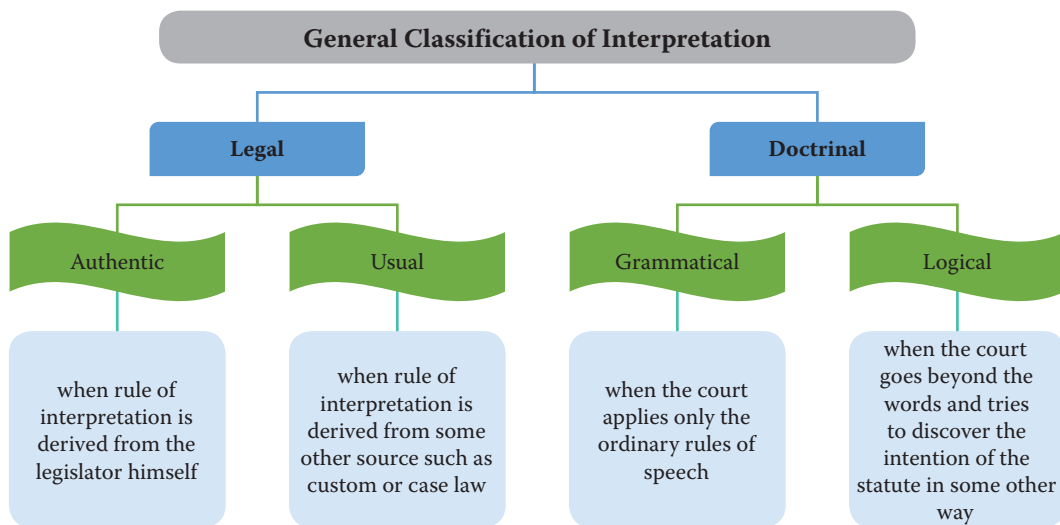 General Classification of Interpretation
Legal
Doctrinal
Authentic
Usual
Grammatical
Logical
when rule of
interpretation is
derived from the
legislator himself
when rule of
interpretation is
derived from some
other source such as
custom or case law
when the court
applies only the
ordinary rules of
speech
when the court
goes beyond the
words and tries
to discover the
intention of the
statute in some other
way